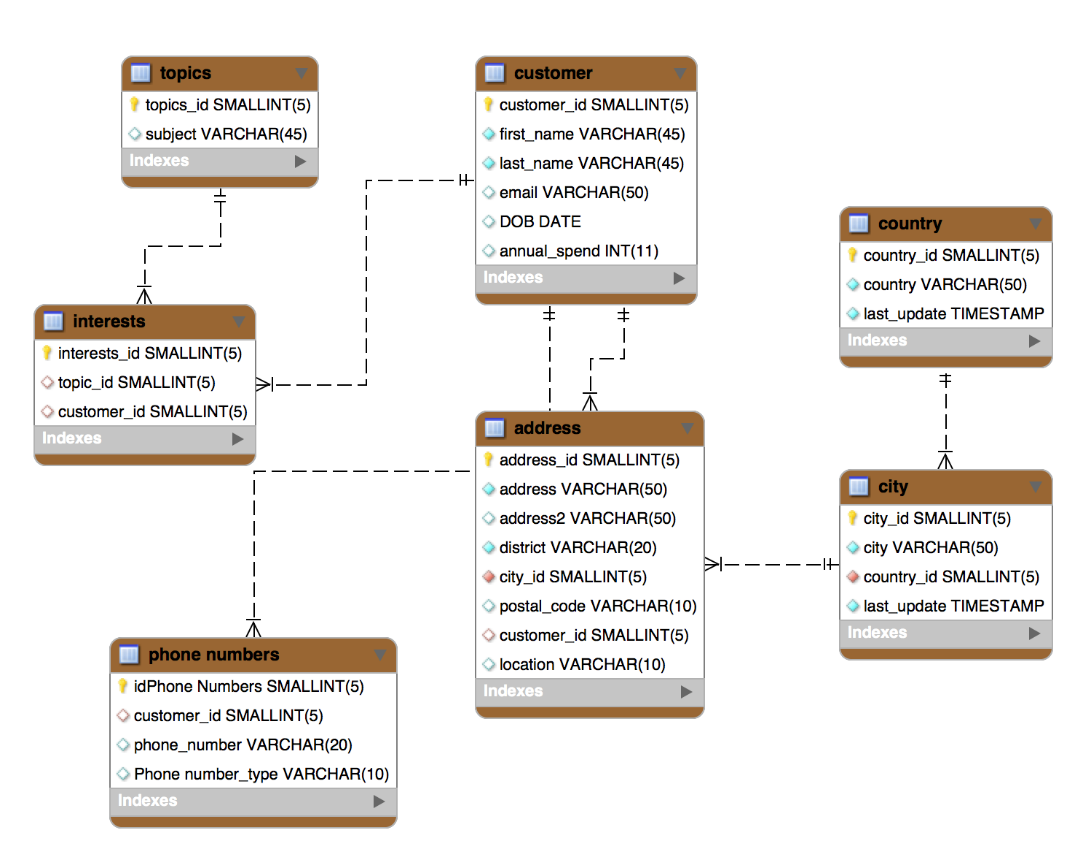 topics
topics_id SMALLINT(5)
subject VARCHAR(45)
Indexes
customer
customer_id SMALLINT(5)
first_name VARCHAR(45)
last_name VARCHAR(45)
email VARCHAR(50)
DOB DATE
annual_spend INT(11)
Indexes
country
country_id SMALLINT(5)
country VARCHAR(50)
last_update TIMESTAMP
Indexes
interests
interests_id SMALLINT(5)
topic_id SMALLINT(5)
customer_id SMALLINT(5)
Indexes
address
address_id SMALLINT(5)
address VARCHAR(50)
address2 VARCHAR(50)
district VARCHAR(20)
city_id SMALLINT(5)
postal_code VARCHAR(10)
customer_id SMALLINT(5)
location VARCHAR(10)
Indexes
city
city_id SMALLINT(5)
city VARCHAR(50)
country_id SMALLINT(5)
last_update TIMESTAMP
Indexes
phone numbers
idPhone Numbers SMALLINT(5)
customer_id SMALLINT(5)
phone_number VARCHAR(20)
Phone number_type VARCHAR(10)
Indexes